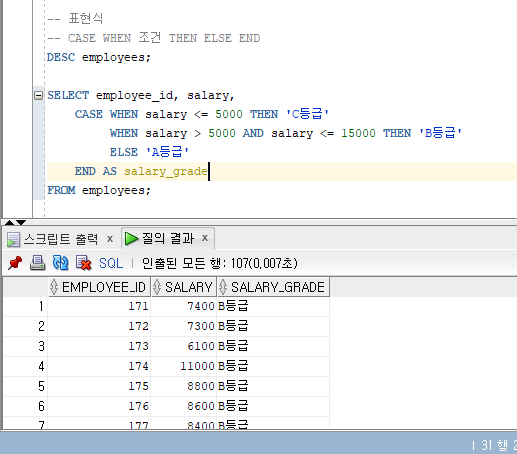 -- 표현식
-- CASE WHEN 조건 THEN ELSE END
DESC employees;
SELECT employee_id, salary,
CASE WHEN salary <= 5000 THEN 'C등급'
WHEN salary > 5000 AND salary <= 15000 THEN 'B등급'
ELSE 'A등급'
END AS salary_grade
FROM employees;
스크립트 출력 x 질의 결과 x
SQL | 인출된 모든 행: 107(0,007초)
EMPLOYEE_ID SALARY SALARY_GRADE
1 171 7400 B등급
2 172 7300 B등급
3 173 6100 B등급
4 174 11000 B등급
5 175 8800 B등급
6 176 8600 B등급
7 177 8400 B등급
| 31 행 2